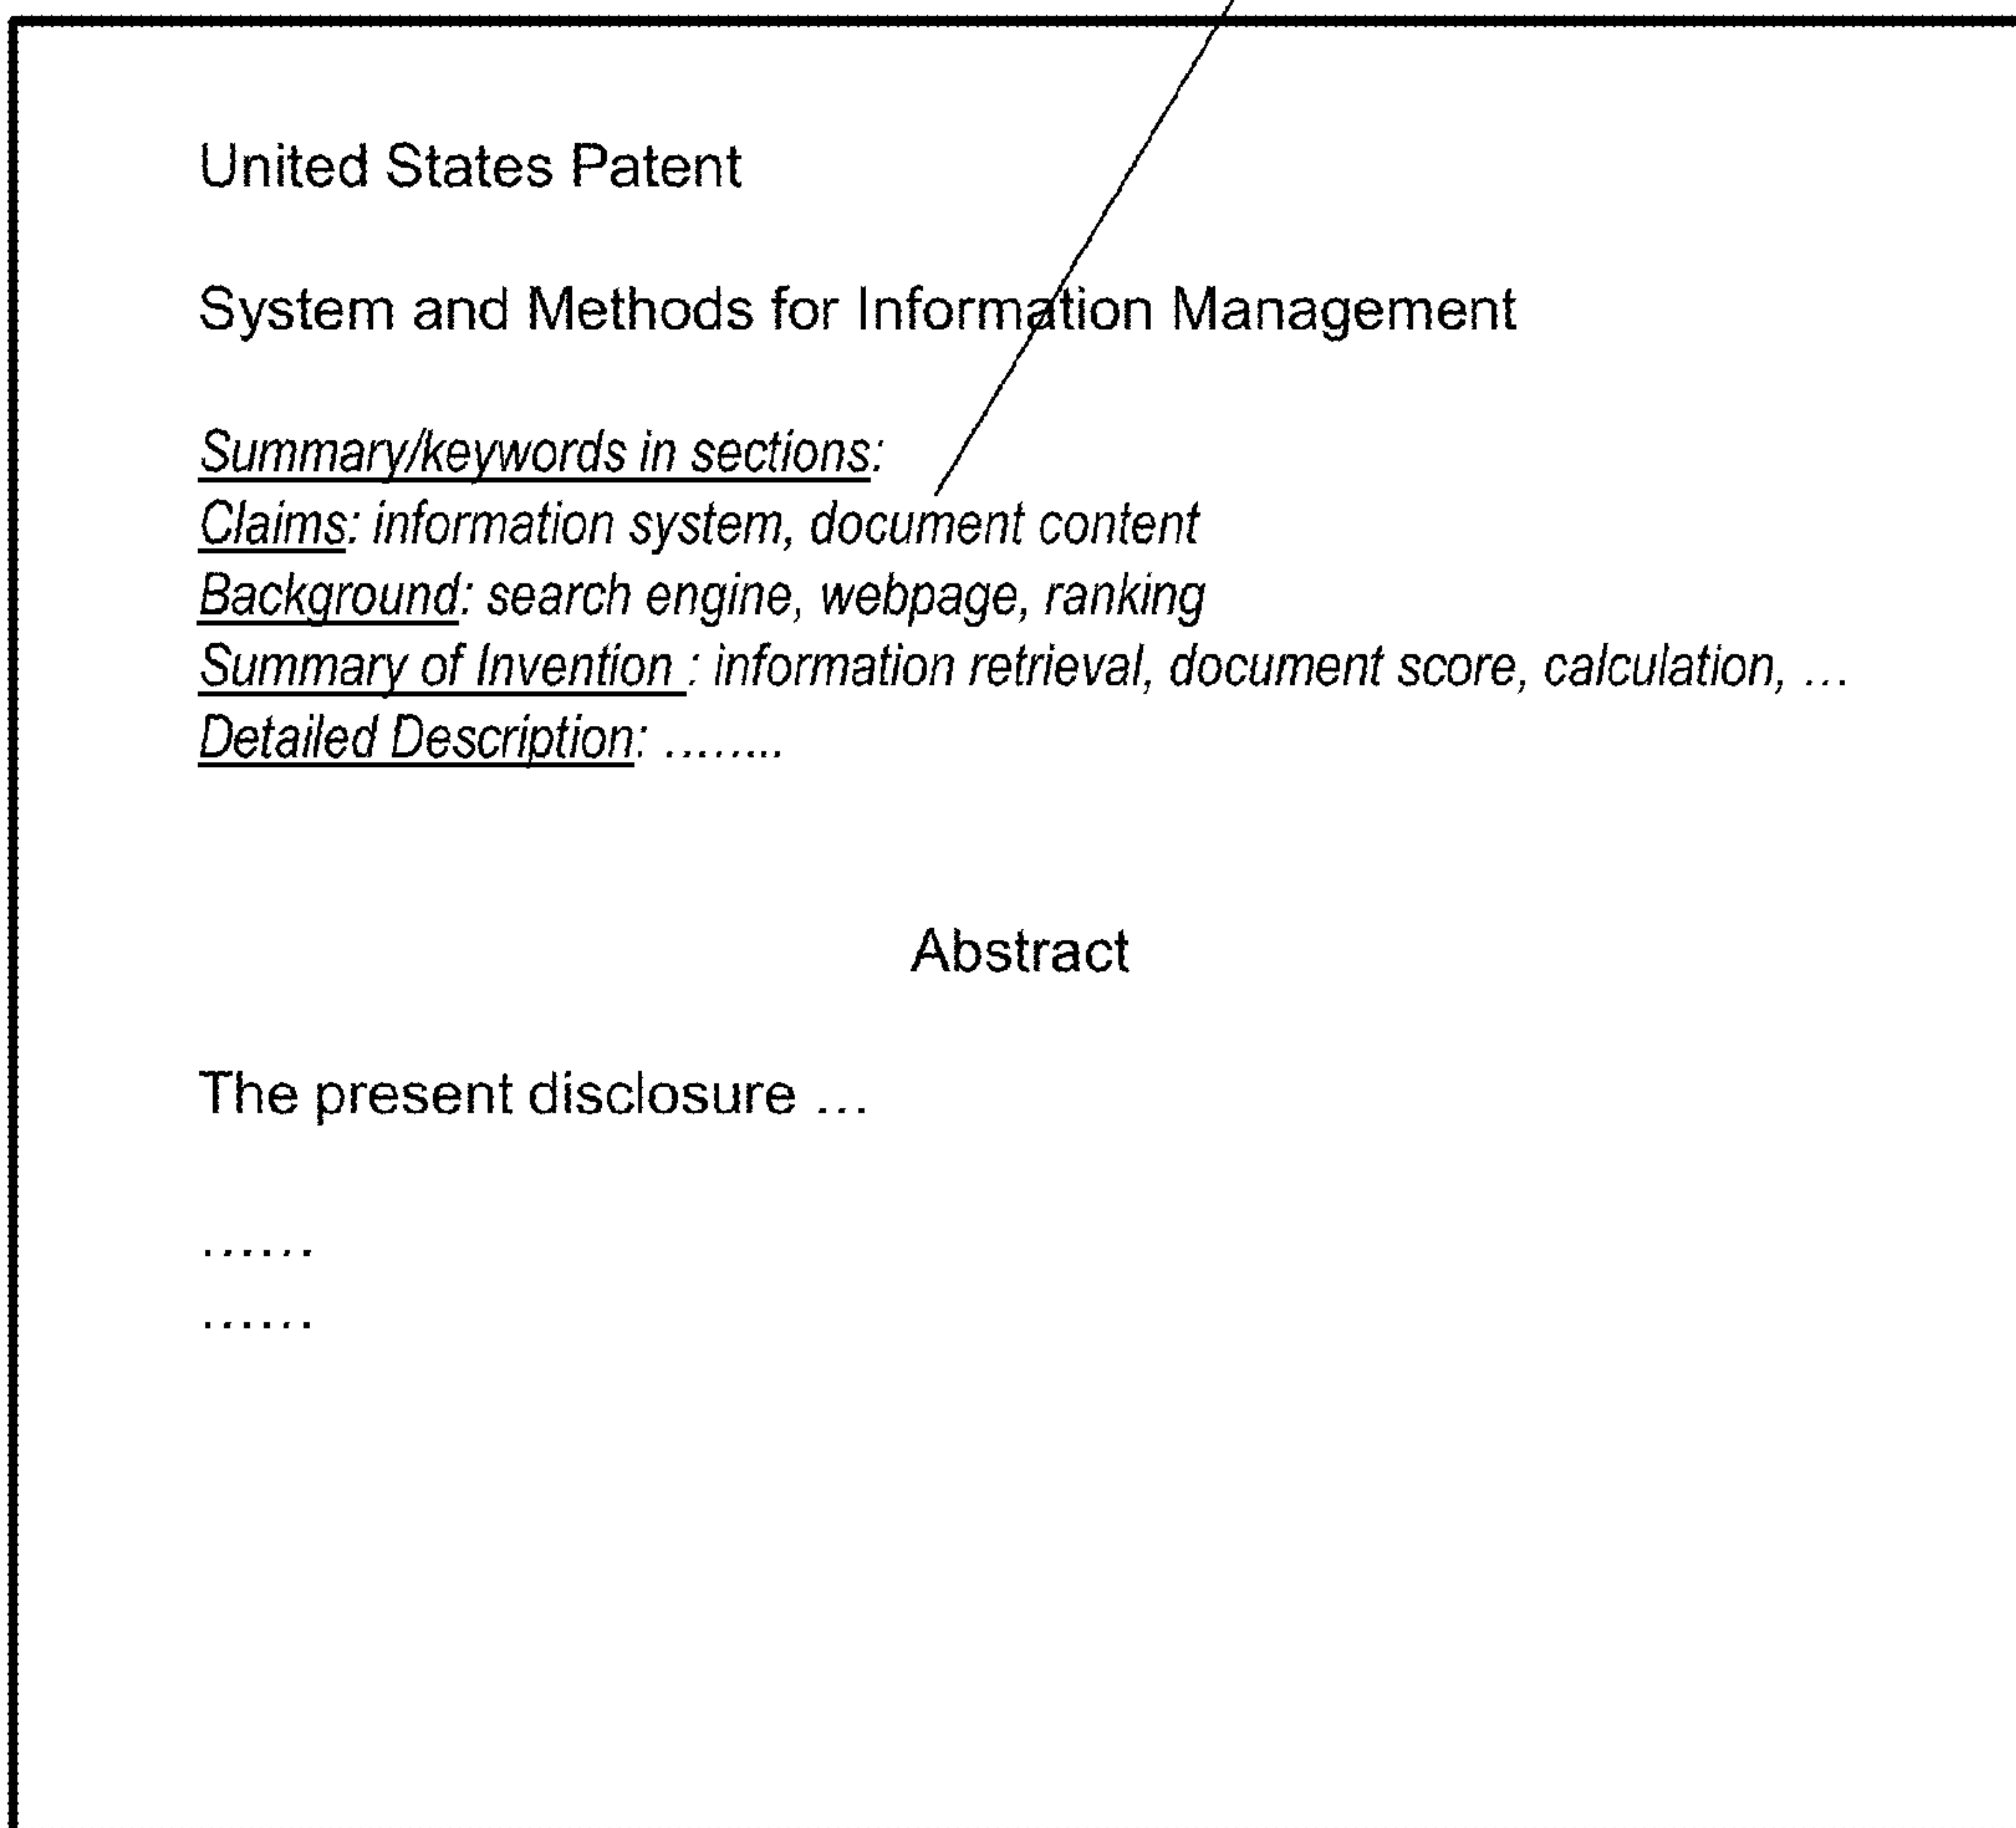 United States Patent
System and Methods for Information Management
Summary/keywords in sections:
Claims: information system, document content
Background: search engine, webpage, ranking
Summary of Invention : information retrieval, document score, calculation, ...
Detailed Description: ........
Abstract
The present disclosure ...
......
......